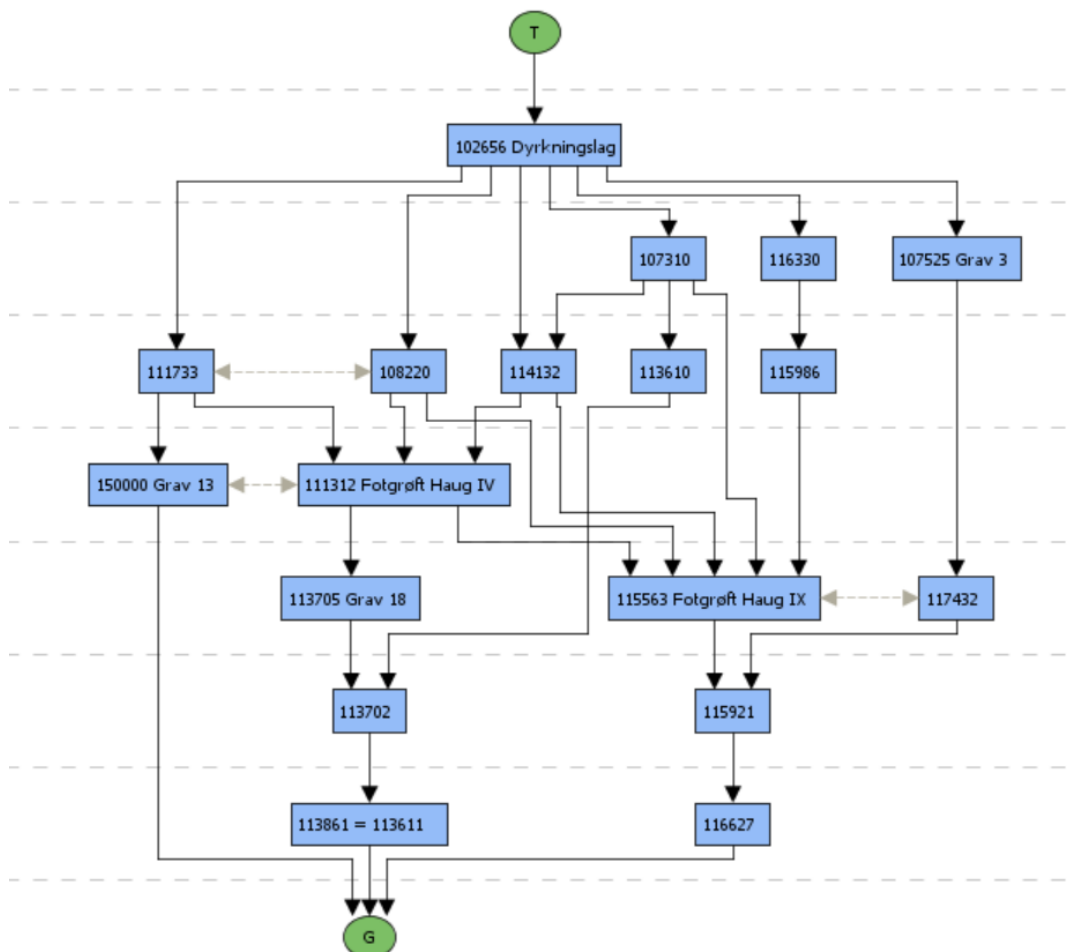 T
102656 Dyrkningslag
107310
116330
107525 Grav 3
111733
108220
114132
113610
115986
150000 Grav 13
111312 Fotgrøft Haug IV
113705 Grav 18
115563 Fotgrøft Haug IX
117432
113702
115921
113861 = 113611
116627
G